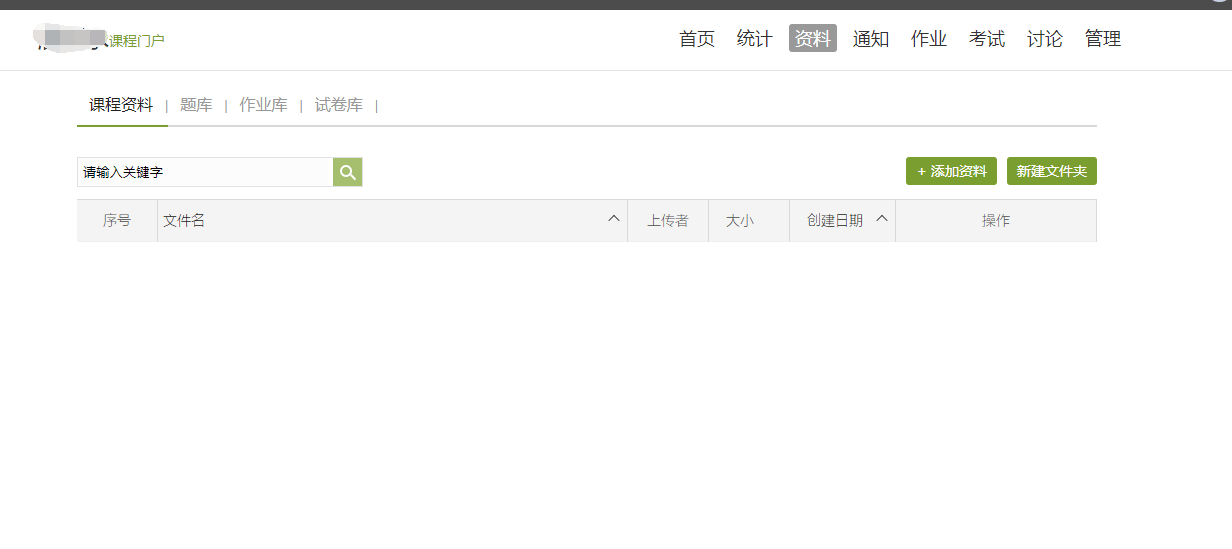 课程门户 首页 统计 资料 通知 作业 考试 讨论 管理
课程资料 | 题库 | 作业库 | 试卷库 |
请输入关键字 + 添加资料 新建文件夹
序号 文件名 上传者 大小 创建日期 操作